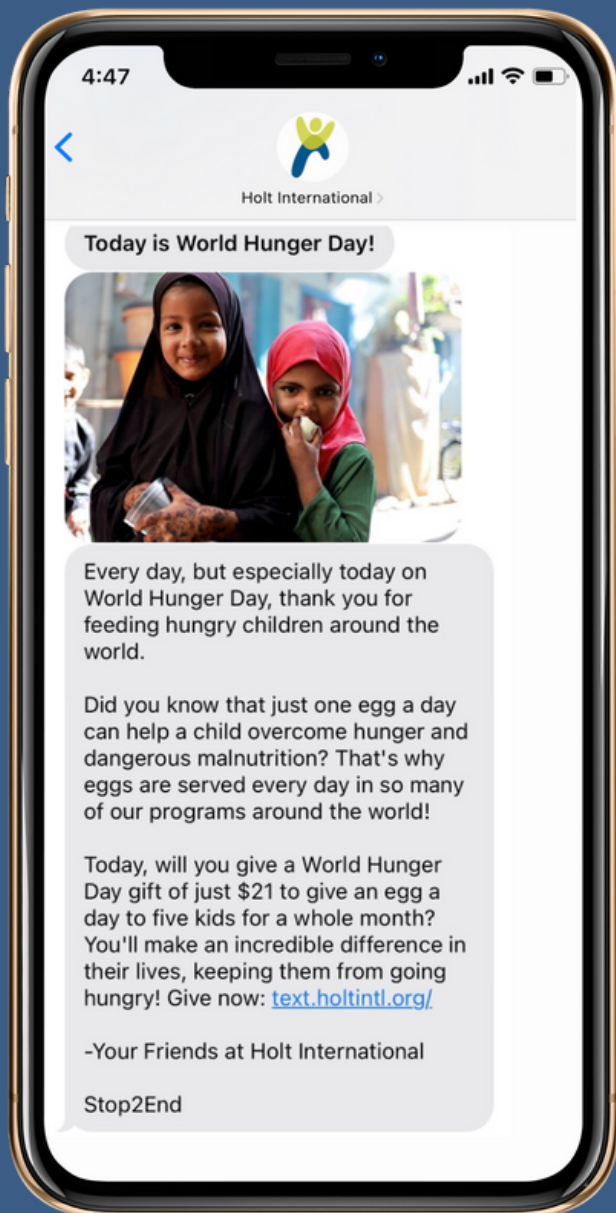 4:47
Holt International >
Today is World Hunger Day!
Every day, but especially today on
World Hunger Day, thank you for
feeding hungry children around the
world.
Did you know that just one egg a day
can help a child overcome hunger and
dangerous malnutrition? That's why
eggs are served every day in so many
of our programs around the world!
Today, will you give a World Hunger
Day gift of just $21 to give an egg a
day to five kids for a whole month?
You'll make an incredible difference in
their lives, keeping them from going
hungry! Give now: text.holtintl.org/
-Your Friends at Holt International
Stop2End